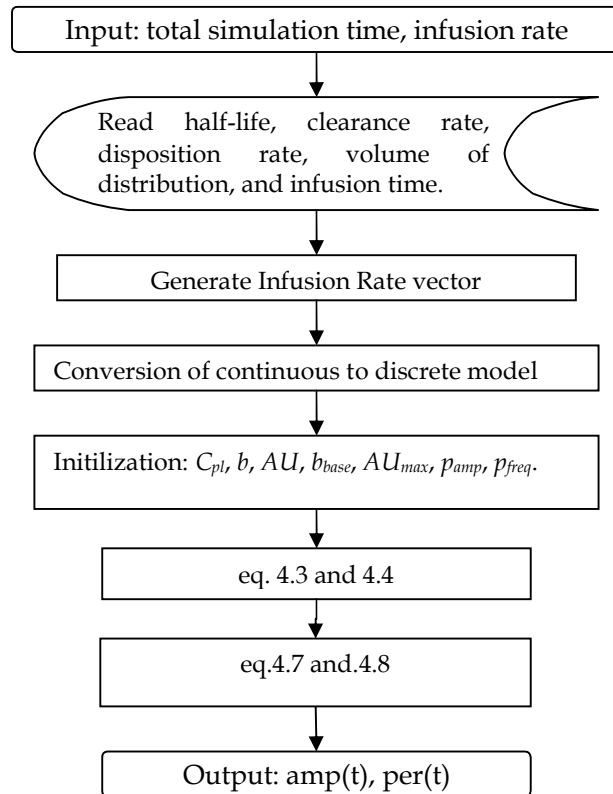 Input: total simulation time, infusion rate
Read half-life, clearance rate,
disposition rate, volume of
distribution, and infusion time.
Generate Infusion Rate vector
Conversion of continuous to discrete model
Initilization: Cpl, b, AU, bbase, AUmax, pamp, pfreq.
eq. 4.3 and 4.4
eq.4.7 and.4.8
Output: amp(t), per(t)